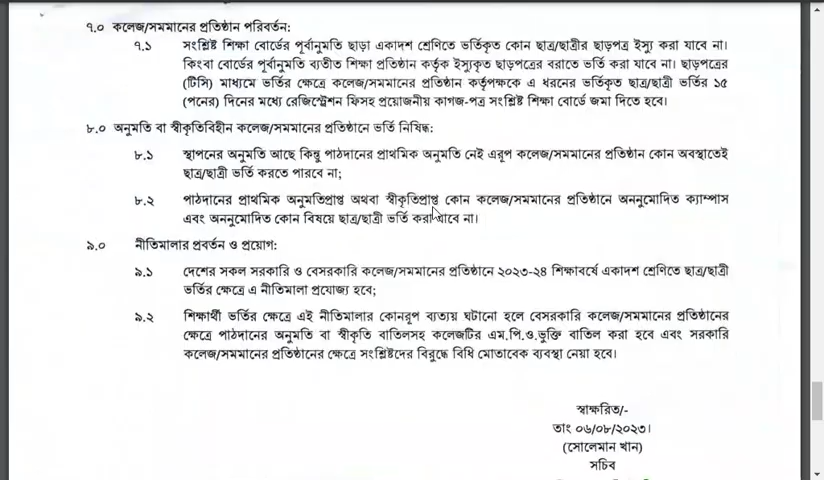 ৭.০ কলেজ/সমমানের প্রতিষ্ঠান পরিবর্তন:
৭.১ সংশ্লিষ্ট শিক্ষা বোর্ডের পূর্বানুমতি ছাড়া একাদশ শ্রেণিতে ভর্তিকৃত কোন ছাত্র/ছাত্রীর ছাড়পত্র ইস্যু করা যাবে না।
কিংবা বোর্ডের পূর্বানুমতি ব্যতীত শিক্ষা প্রতিষ্ঠান কর্তৃক ইস্যুকৃত ছাড়পত্রের বরাতে ভর্তি করা যাবে না। ছাড়পত্রের
(টিসি) মাধ্যমে ভর্তির ক্ষেত্রে কলেজ/সমমানের প্রতিষ্ঠান কর্তৃপক্ষকে এ ধরনের ভর্তিকৃত ছাত্র/ছাত্রী ভর্তির ১৫
(পনের) দিনের মধ্যে রেজিস্ট্রেশন ফিসহ প্রয়োজনীয় কাগজ-পত্র সংশ্লিষ্ট শিক্ষা বোর্ডে জমা দিতে হবে।
৮.০ অনুমতি বা স্বীকৃতিবিহীন কলেজ/সমমানের প্রতিষ্ঠানে ভর্তি নিষিদ্ধ:
৮.১ স্থাপনের অনুমতি আছে কিন্তু পাঠদানের প্রাথমিক অনুমতি নেই এরূপ কলেজ/সমমানের প্রতিষ্ঠান কোন অবস্থাতেই
ছাত্র/ছাত্রী ভর্তি করতে পারবে না;
৮.২ পাঠদানের প্রাথমিক অনুমতিপ্রাপ্ত অথবা স্বীকৃতিপ্রাপ্ত কোন কলেজ/সমমানের প্রতিষ্ঠানে অননুমোদিত ক্যাম্পাস
এবং অননুমোদিত কোন বিষয়ে ছাত্র/ছাত্রী ভর্তি করা যাবে না।
৯.০ নীতিমালার প্রবর্তন ও প্রয়োগ:
৯.১ দেশের সকল সরকারি ও বেসরকারি কলেজ/সমমানের প্রতিষ্ঠানে ২০২৩-২৪ শিক্ষাবর্ষে একাদশ শ্রেণিতে ছাত্র/ছাত্রী
ভর্তির ক্ষেত্রে এ নীতিমালা প্রযোজ্য হবে;
৯.২ শিক্ষার্থী ভর্তির ক্ষেত্রে এই নীতিমালার কোনরূপ ব্যত্যয় ঘটানো হলে বেসরকারি কলেজ/সমমানের প্রতিষ্ঠানের
ক্ষেত্রে পাঠদানের অনুমতি বা স্বীকৃতি বাতিলসহ কলেজটির এম.পি.ও.ভুক্তি বাতিল করা হবে এবং সরকারি
কলেজ/সমমানের প্রতিষ্ঠানের ক্ষেত্রে সংশ্লিষ্টদের বিরুদ্ধে বিধি মোতাবেক ব্যবস্থা নেয়া হবে।
স্বাক্ষরিত/-
তাং ০৬/০৮/২০২৩।
(সোলেমান খান)
সচিব